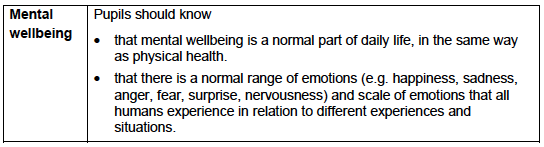 Mental wellbeing
Pupils should know
• that mental wellbeing is a normal part of daily life, in the same way
as physical health.
• that there is a normal range of emotions (e.g. happiness, sadness,
anger, fear, surprise, nervousness) and scale of emotions that all
humans experience in relation to different experiences and
situations.